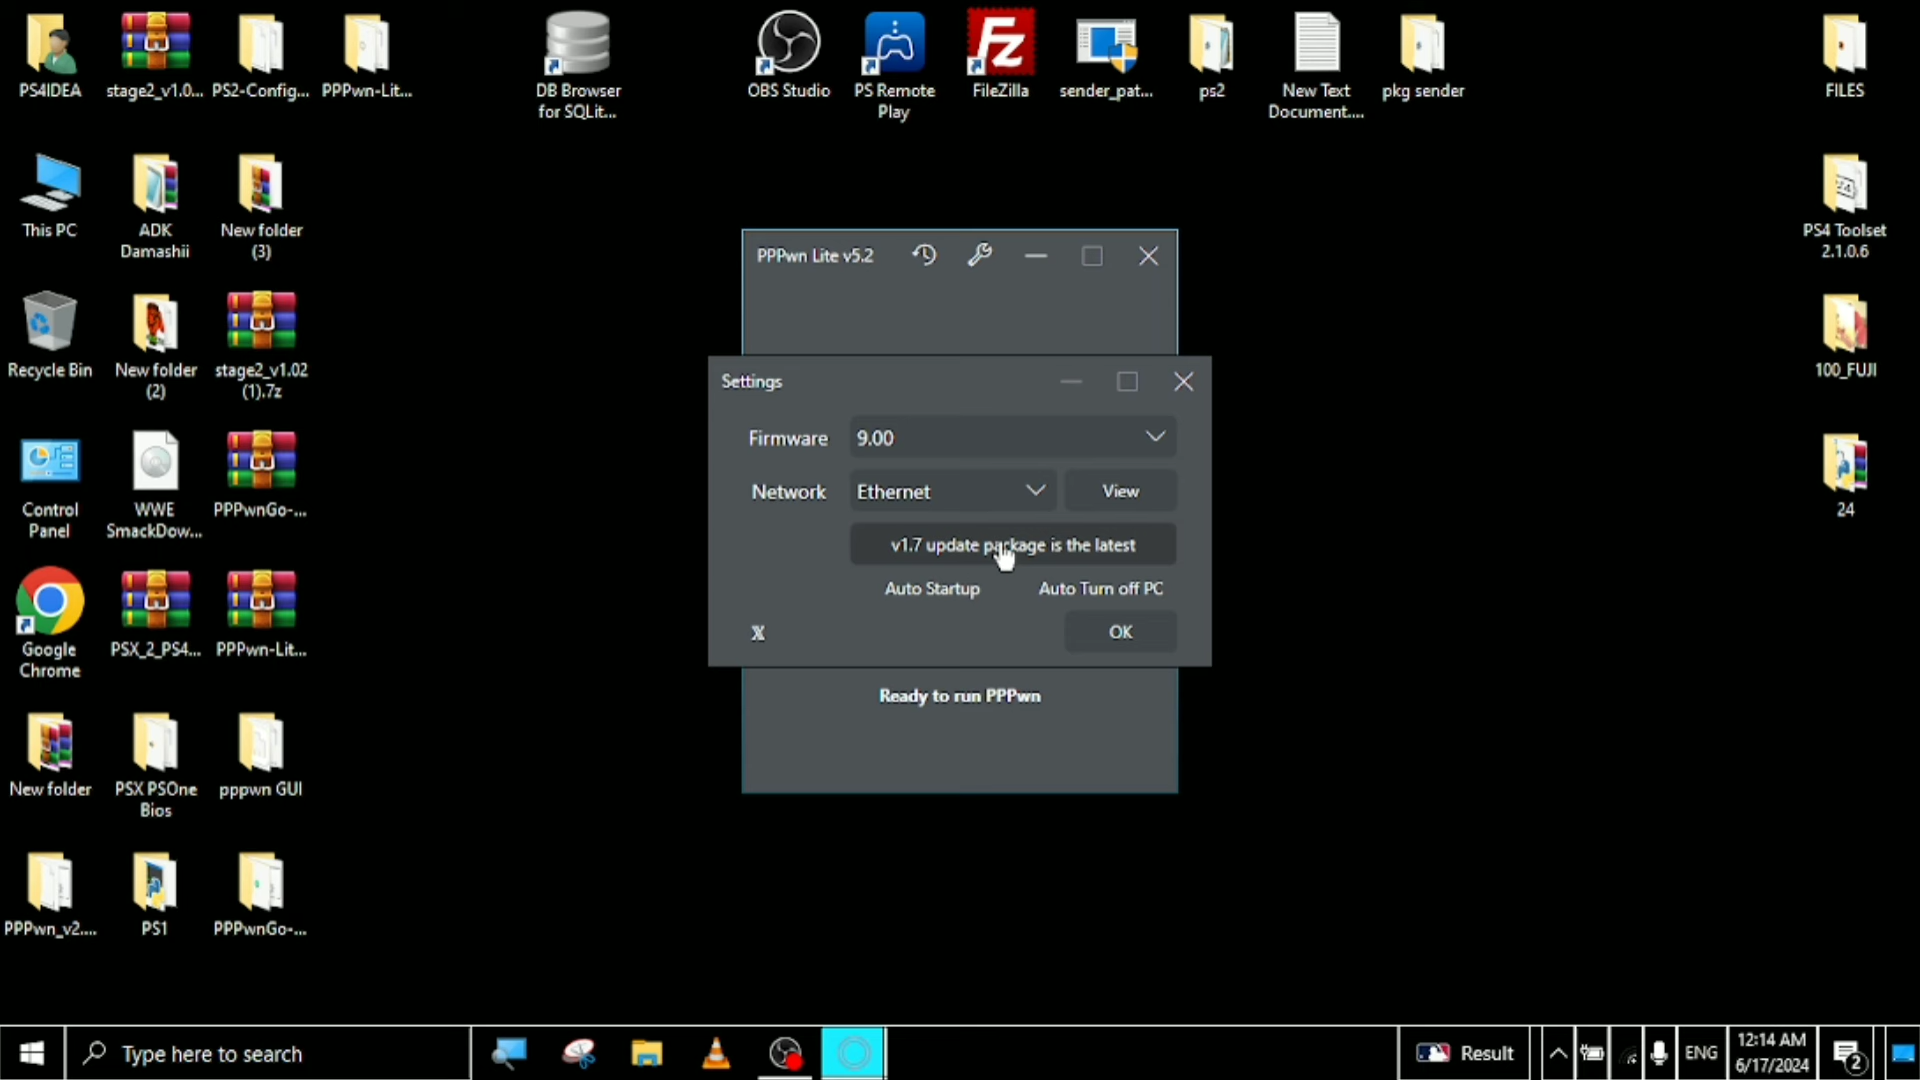 PS4IDEA
stage2_v1.0...
PS2-Config...
PPPwn-Lit...
DB Browser
for SQLit...
OBS Studio
PS Remote
Play
FileZilla
sender_pat...
ps2
New Text
Document....
pkg sender
FILES
This PC
ADK
Damashii
New folder
(3)
PS4 Toolset
2.1.0.6
PPPwn Lite v5.2
Recycle Bin
New folder
(2)
stage2_v1.02
(1).7z
100_FUJI
Settings
Firmware 9.00
Network Ethernet View
v1.7 update package is the latest
Auto Startup Auto Turn off PC
X OK
Ready to run PPPwn
Control
Panel
WWE
SmackDow...
PPPwnGo-...
24
Google
Chrome
PSX_2_PS4...
PPPwn-Lit...
New folder
PSX PSOne
Bios
pppwn GUI
PPPwn_v2....
PS1
PPPwnGo-...
Type here to search
Result
ENG
12:14 AM
6/17/2024
2